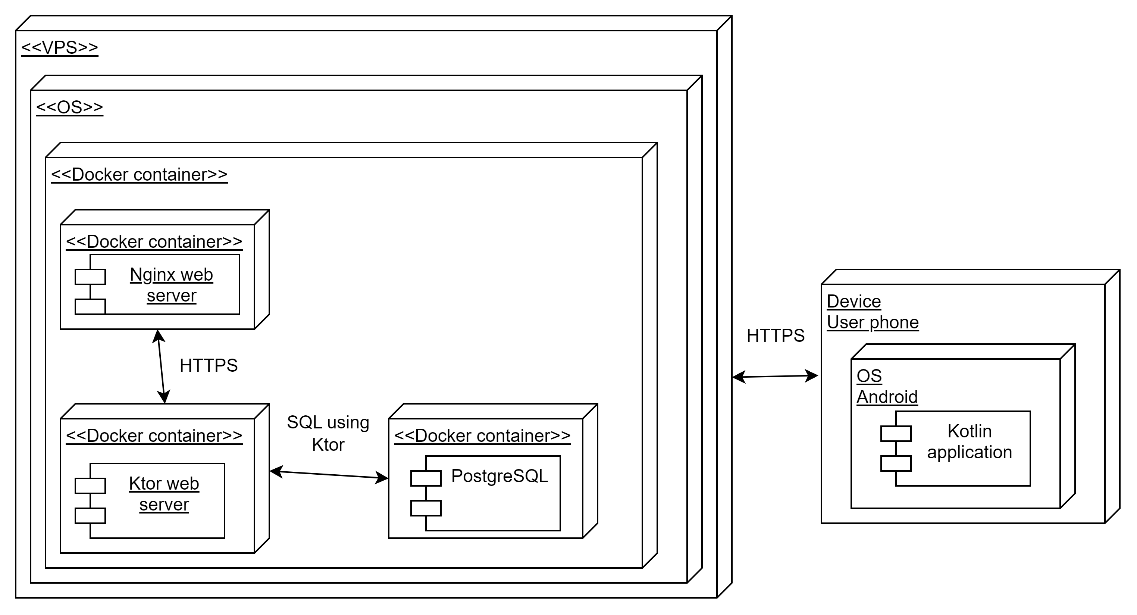 <<VPS>>
<<OS>>
<<Docker container>>
<<Docker container>>
Nginx web
server
HTTPS
<<Docker container>>
Ktor web
server
SQL using
Ktor
<<Docker container>>
PostgreSQL
HTTPS
Device
User phone
OS
Android
Kotlin
application